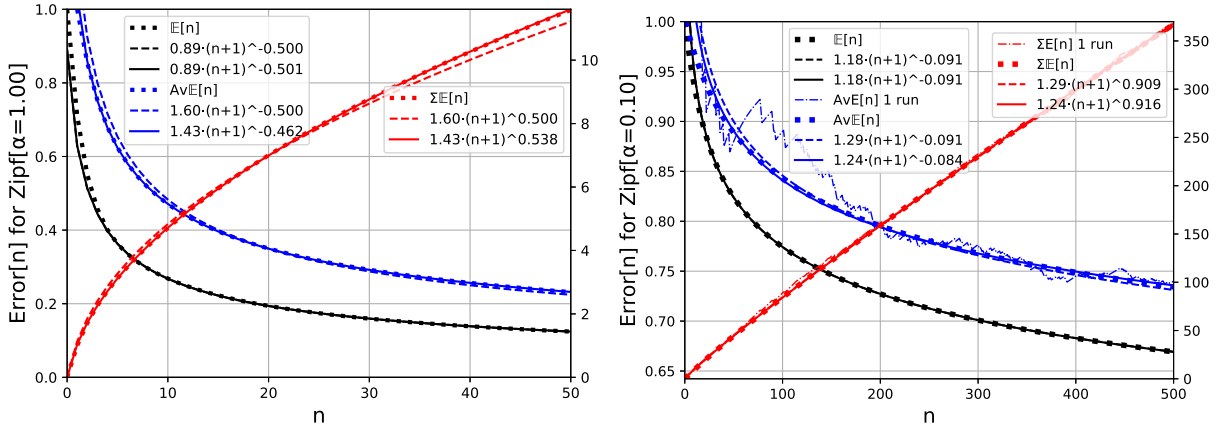 Error[n] for Zipf[α=1.00]
1.0
0.8
0.6
0.4
0.2
0.0
𝔼[n]
0.89·(n+1)^-0.500
0.89·(n+1)^-0.501
Av𝔼[n]
1.60·(n+1)^-0.500
1.43·(n+1)^-0.462
Σ𝔼[n]
1.60·(n+1)^0.500
1.43·(n+1)^0.538
10
8
6
4
2
0
0 10 20 30 40 50
n
Error[n] for Zipf[α=0.10]
1.00
0.95
0.90
0.85
0.80
0.75
0.70
0.65
𝔼[n]
1.18·(n+1)^-0.091
1.18·(n+1)^-0.091
AvE[n] 1 run
Av𝔼[n]
1.29·(n+1)^-0.091
1.24·(n+1)^-0.084
ΣE[n] 1 run
Σ𝔼[n]
1.29·(n+1)^0.909
1.24·(n+1)^0.916
350
300
250
200
150
100
50
0
0 100 200 300 400 500
n